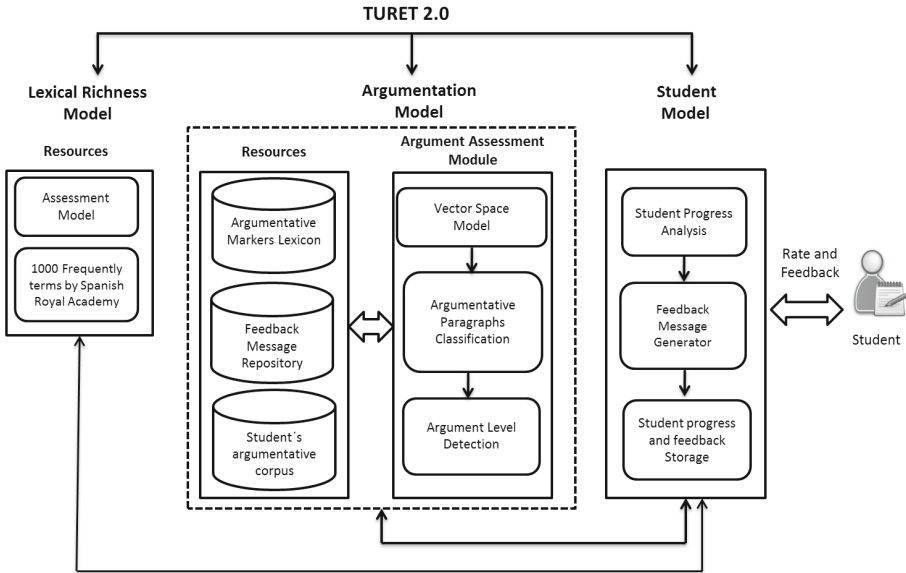 TURET 2.0
Lexical Richness
Model
Resources
Assessment
Model
1000 Frequently
terms by Spanish
Royal Academy
Argumentation
Model
Resources
Argumentative
Markers Lexicon
Feedback
Message
Repository
Student´s
argumentative
corpus
Argument Assessment
Module
Vector Space
Model
Argumentative
Paragraphs
Classification
Argument Level
Detection
Student
Model
Student Progress
Analysis
Feedback
Message
Generator
Student progress
and feedback
Storage
Rate and
Feedback
Student